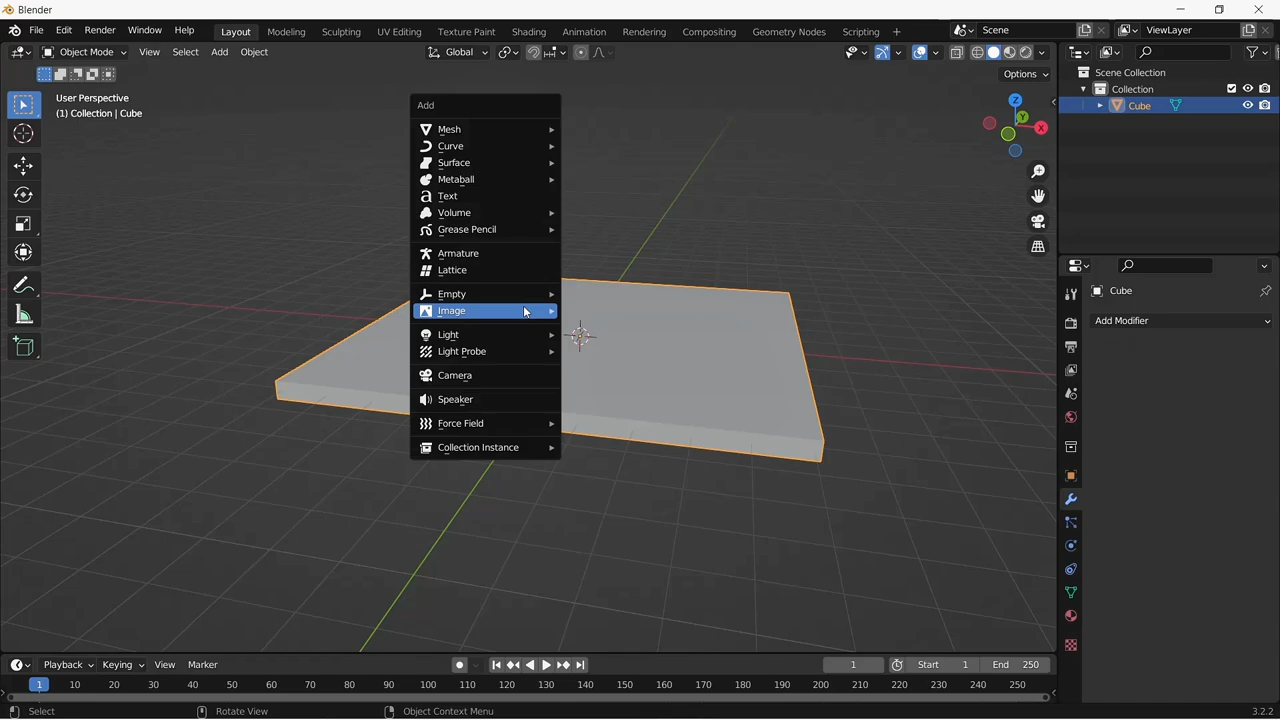 Blender
File Edit Render Window Help Layout Modeling Sculpting UV Editing Texture Paint Shading Animation Rendering Compositing Geometry Nodes Scripting + Scene ViewLayer
Object Mode View Select Add Object Global
Options
User Perspective
(1) Collection | Cube
Z
Y
X
Add
Mesh
Curve
Surface
Metaball
Text
Volume
Grease Pencil
Armature
Lattice
Empty
Image
Light
Light Probe
Camera
Speaker
Force Field
Collection Instance
Scene Collection
Collection
Cube
Cube
Add Modifier
Playback Keying View Marker 1 Start 1 End 250
1 10 20 30 40 50 60 70 80 90 100 110 120 130 140 150 160 170 180 190 200 210 220 230 240 250
Select Rotate View Object Context Menu 3.2.2